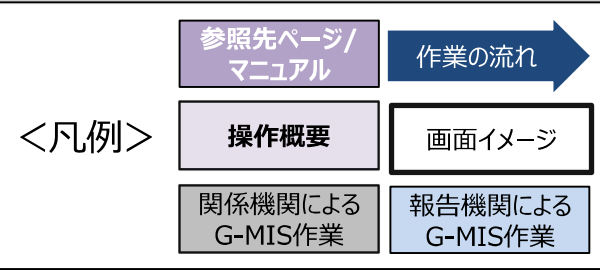 参照先ページ/
マニュアル
作業の流れ
＜凡例＞
操作概要
画面イメージ
関係機関による
G-MIS作業
報告機関による
G-MIS作業